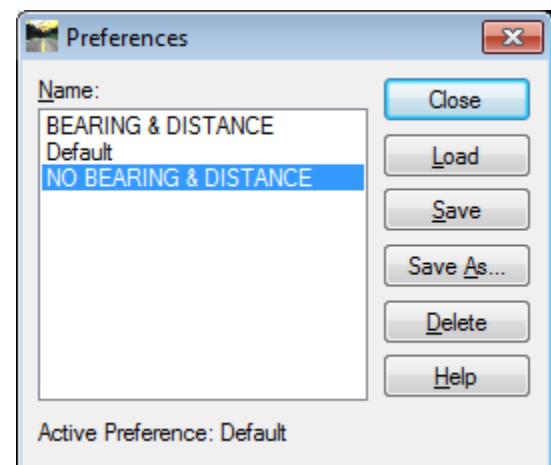 Preferences
Name:
BEARING & DISTANCE
Default
NO BEARING & DISTANCE
Close
Load
Save
Save As...
Delete
Help
Active Preference: Default